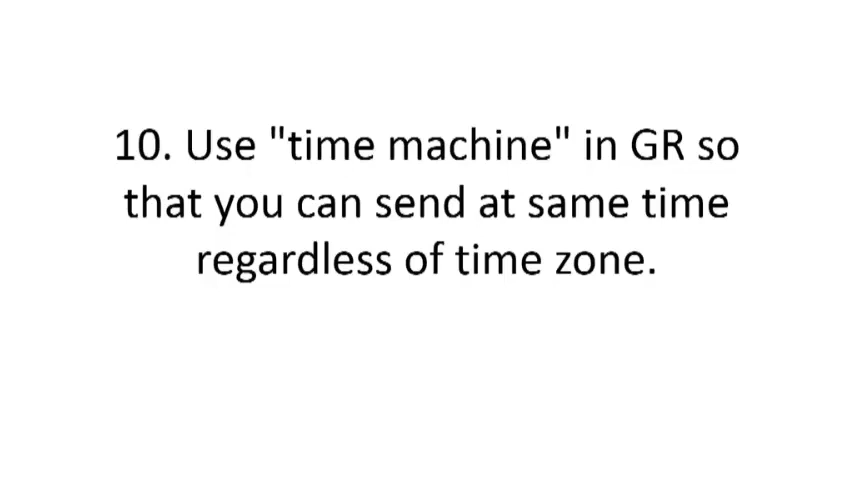 10. Use "time machine" in GR so
that you can send at same time
regardless of time zone.